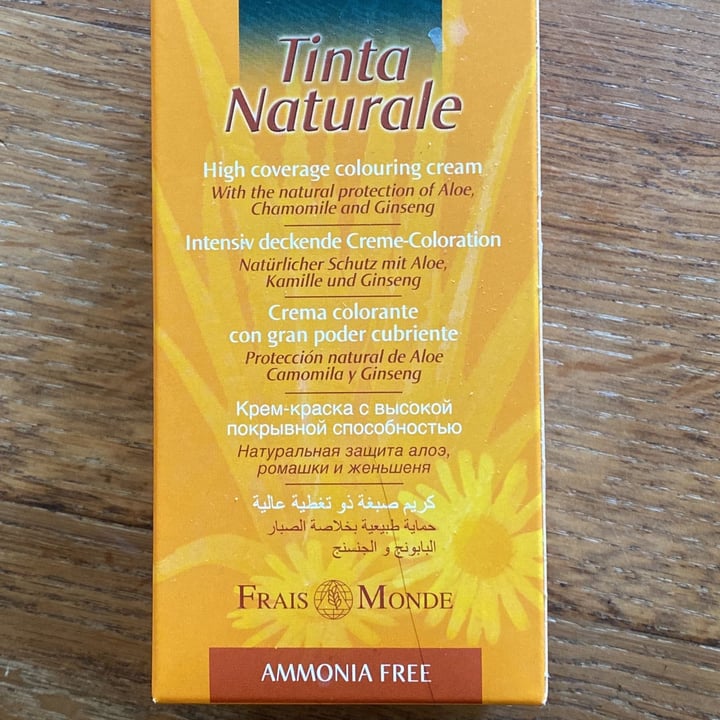 Tinta
Naturale
High coverage colouring cream
With the natural protection of Aloe,
Chamomile and Ginseng
Intensiv deckende Creme-Coloration
Natürlicher Schutz mit Aloe,
Kamille und Ginseng
Crema colorante
con gran poder cubriente
Protección natural de Aloe
Camomila y Ginseng
Крем-краска с высокой
покрывной способностью
Натуральная защита алоэ,
ромашки и женьшеня
كريم صبغة ذو تغطية عالية
حماية طبيعية بخلاصة الصبار
البابونج و الجنسنج
FRAIS MONDE
AMMONIA FREE